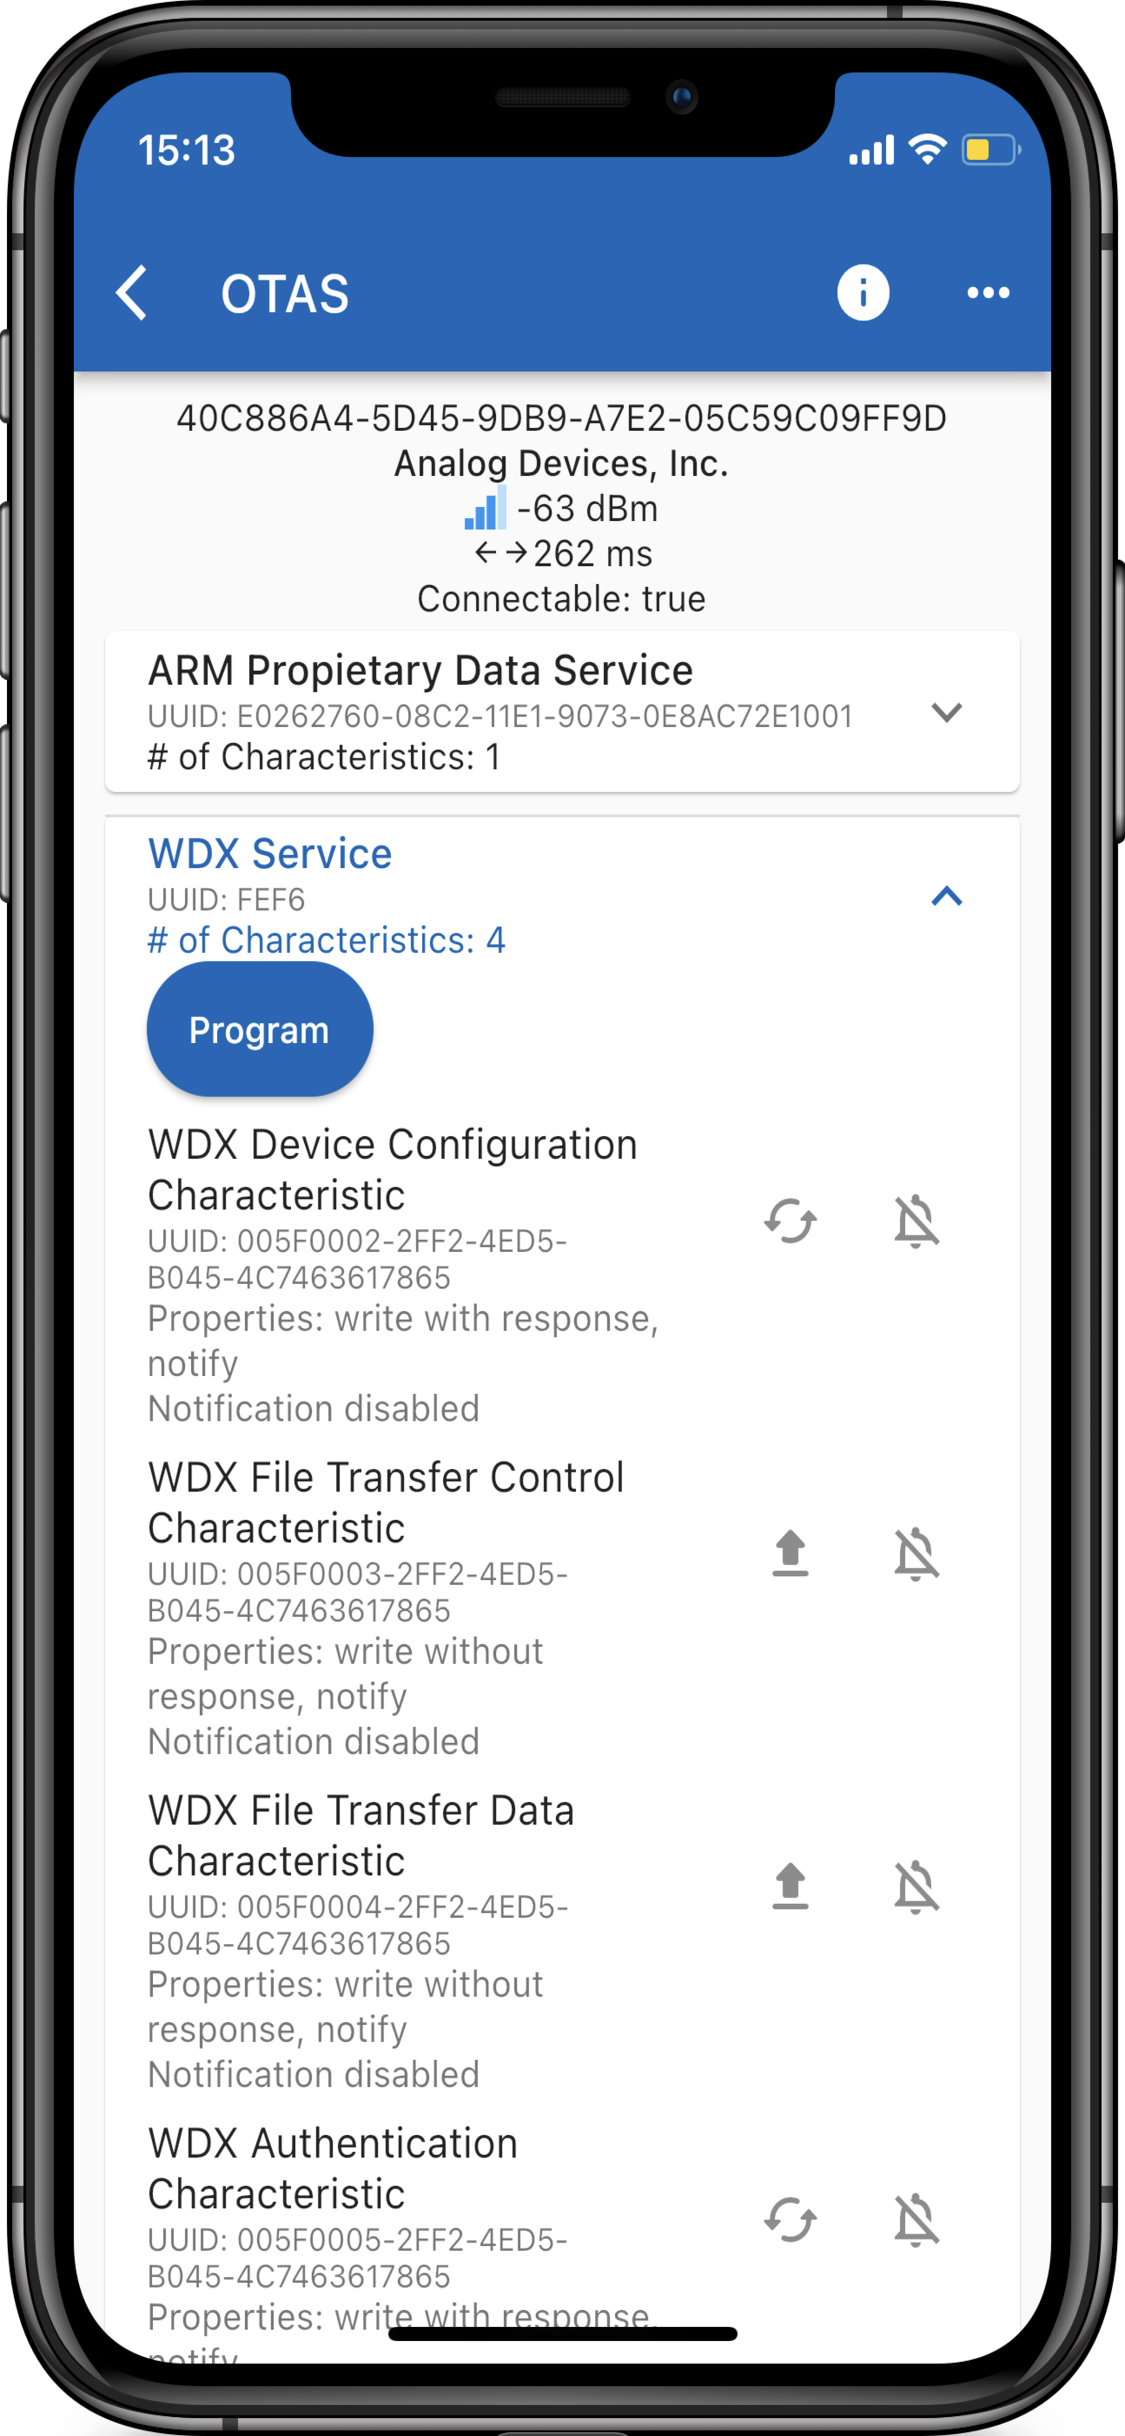 15:13
OTAS
40C886A4-5D45-9DB9-A7E2-05C59C09FF9D
Analog Devices, Inc.
-63 dBm
←→262 ms
Connectable: true
ARM Propietary Data Service
UUID: E0262760-08C2-11E1-9073-0E8AC72E1001
# of Characteristics: 1
WDX Service
UUID: FEF6
# of Characteristics: 4
Program
WDX Device Configuration
Characteristic
UUID: 005F0002-2FF2-4ED5-
B045-4C7463617865
Properties: write with response,
notify
Notification disabled
WDX File Transfer Control
Characteristic
UUID: 005F0003-2FF2-4ED5-
B045-4C7463617865
Properties: write without
response, notify
Notification disabled
WDX File Transfer Data
Characteristic
UUID: 005F0004-2FF2-4ED5-
B045-4C7463617865
Properties: write without
response, notify
Notification disabled
WDX Authentication
Characteristic
UUID: 005F0005-2FF2-4ED5-
B045-4C7463617865
Properties: write with response,
notify